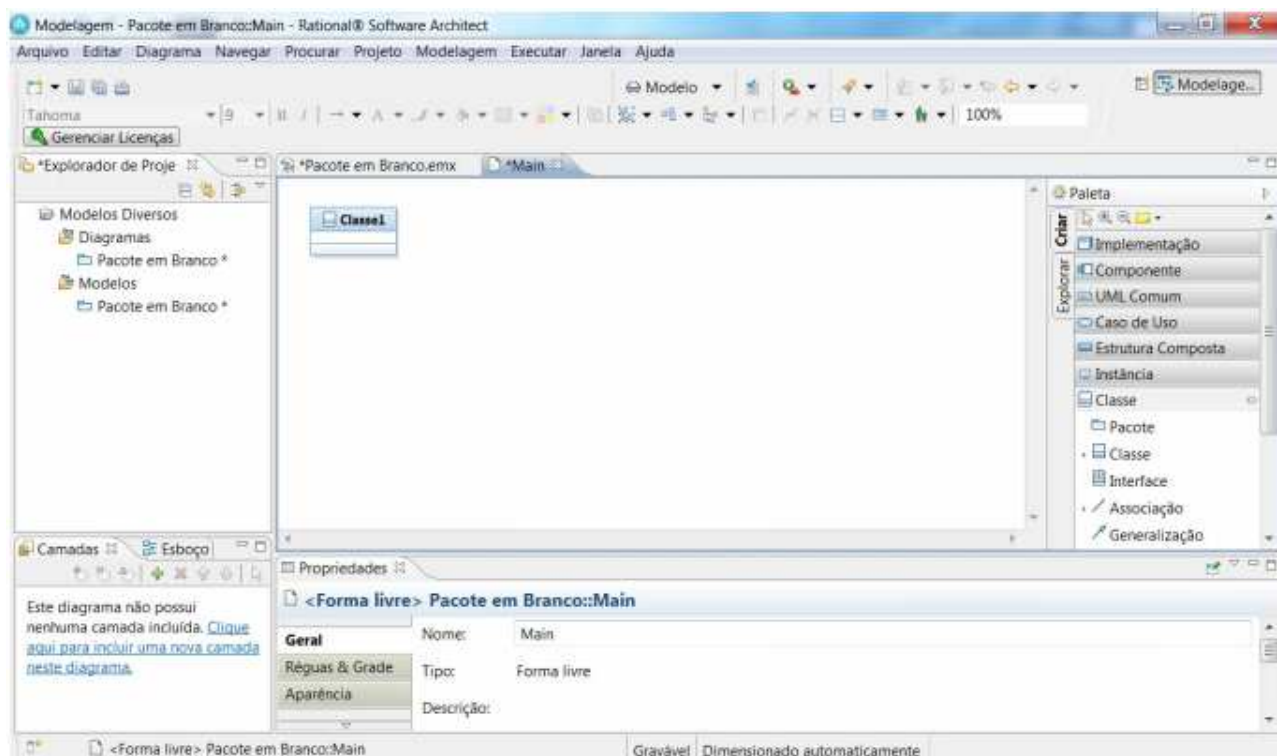 Modelagem - Pacote em Branco::Main - Rational® Software Architect
Arquivo Editar Diagrama Navegar Procurar Projeto Modelagem Executar Janela Ajuda
Modelo
Modelage...
Tahoma
9
100%
Gerenciar Licenças
*Explorador de Proje
*Pacote em Branco.emx
*Main
Modelos Diversos
Diagramas
Pacote em Branco *
Modelos
Pacote em Branco *
Classe1
Paleta
Criar
Explorar
Implementação
Componente
UML Comum
Caso de Uso
Estrutura Composta
Instância
Classe
Pacote
Classe
Interface
Associação
Generalização
Camadas
Esboço
Este diagrama não possui
nenhuma camada incluída. Clique
aqui para incluir uma nova camada
neste diagrama.
Propriedades
<Forma livre> Pacote em Branco::Main
Geral
Réguas & Grade
Aparência
Nome: Main
Tipo: Forma livre
Descrição:
<Forma livre> Pacote em Branco::Main
Gravável
Dimensionado automaticamente